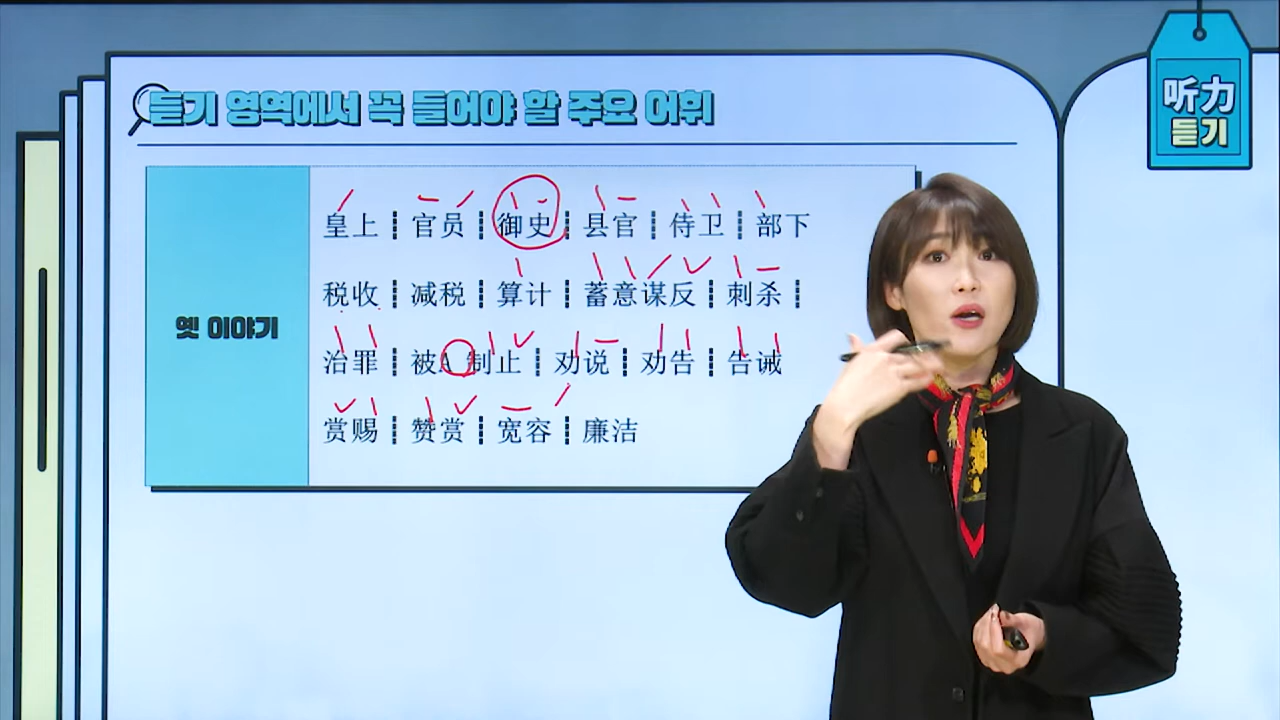 듣기 영역에서 꼭 들어야 할 주요 어휘
听力
듣기
옛 이야기
皇上 官员 御史 县官 侍卫 部下
税收 减税 算计 蓄意谋反 刺杀
治罪 被A 制止 劝说 劝告 告诫
赏赐 赞赏 宽容 廉洁